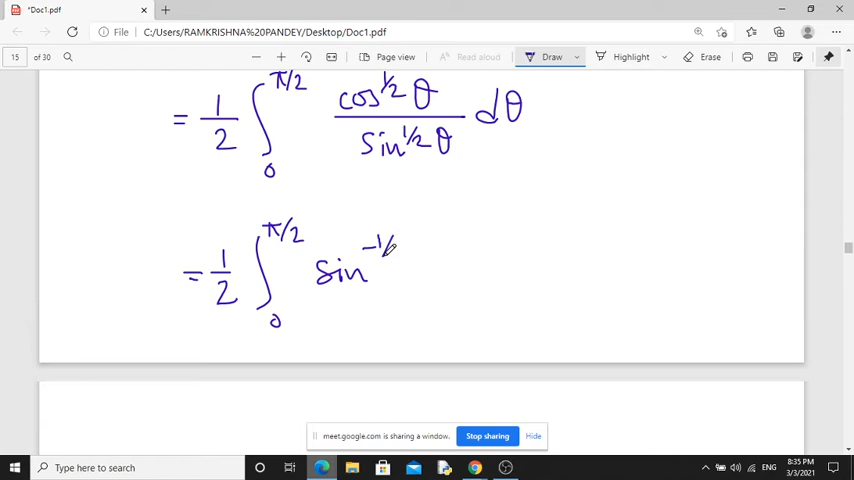 *Doc1.pdf
File C:/Users/RAMKRISHNA%20PANDEY/Desktop/Doc1.pdf
15 of 30 Page view Read aloud Draw Highlight Erase
= 1/2 ∫₀^{π/2} cos^{1/2} θ / sin^{1/2} θ dθ
= 1/2 ∫₀^{π/2} sin^{-1/
meet.google.com is sharing a window. Stop sharing Hide
Type here to search ENG 8:35 PM 3/3/2021